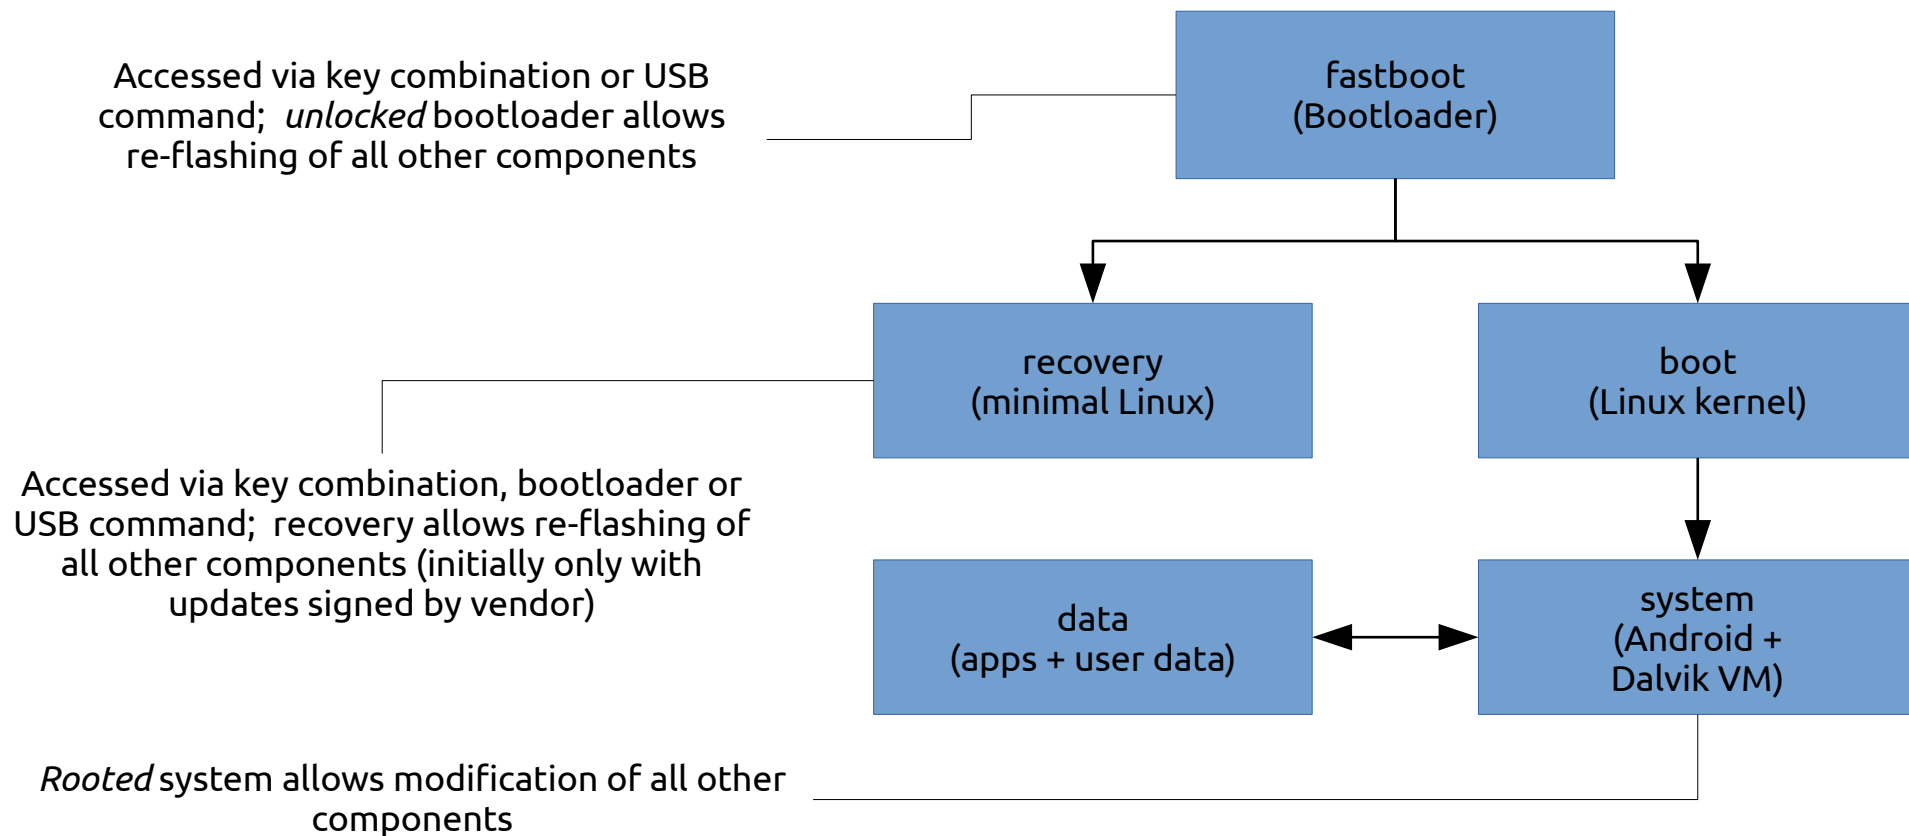 Accessed via key combination or USB
command;  unlocked bootloader allows
re-flashing of all other components
fastboot
(Bootloader)
recovery
(minimal Linux)
boot
(Linux kernel)
Accessed via key combination, bootloader or
USB command;  recovery allows re-flashing of
all other components (initially only with
updates signed by vendor)
data
(apps + user data)
system
(Android +
Dalvik VM)
Rooted system allows modification of all other
components